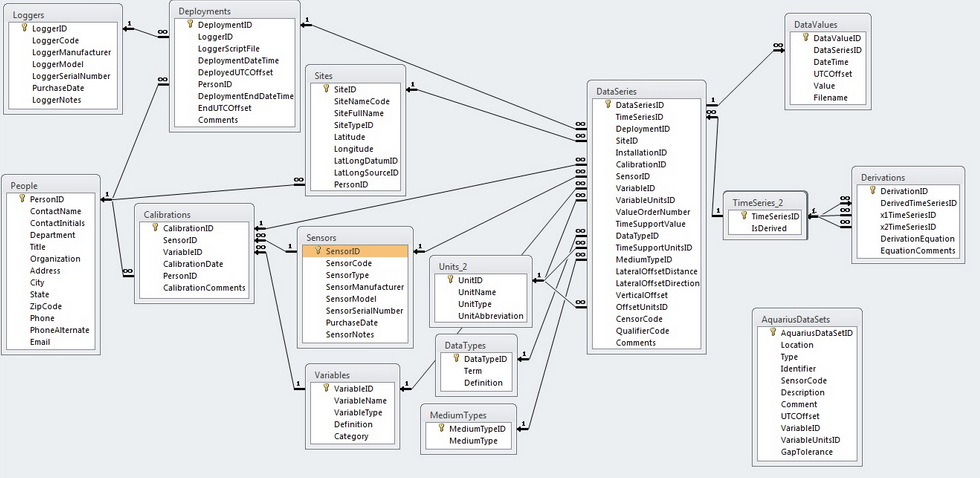 Loggers
LoggerID
LoggerCode
LoggerManufacturer
LoggerModel
LoggerSerialNumber
PurchaseDate
LoggerNotes
Deployments
DeploymentID
LoggerID
LoggerScriptFile
DeploymentDateTime
DeployedUTCOffset
PersonID
DeploymentEndDateTime
EndUTCOffset
Comments
Sites
SiteID
SiteNameCode
SiteFullName
SiteTypeID
Latitude
Longitude
LatLongDatumID
LatLongSourceID
PersonID
People
PersonID
ContactName
ContactInitials
Department
Title
Organization
Address
City
State
ZipCode
Phone
PhoneAlternate
Email
Calibrations
CalibrationID
SensorID
VariableID
CalibrationDate
PersonID
CalibrationComments
Sensors
SensorID
SensorCode
SensorType
SensorManufacturer
SensorModel
SensorSerialNumber
PurchaseDate
SensorNotes
Variables
VariableID
VariableName
VariableType
Definition
Category
Units_2
UnitID
UnitName
UnitType
UnitAbbreviation
DataTypes
DataTypeID
Term
Definition
MediumTypes
MediumTypeID
MediumType
DataSeries
DataSeriesID
TimeSeriesID
DeploymentID
SiteID
InstallationID
CalibrationID
SensorID
VariableID
VariableUnitsID
ValueOrderNumber
TimeSupportValue
DataTypeID
TimeSupportUnitsID
MediumTypeID
LateralOffsetDistance
LateralOffsetDirection
VerticalOffset
OffsetUnitsID
CensorCode
QualifierCode
Comments
DataValues
DataValueID
DataSeriesID
DateTime
UTCOffset
Value
Filename
TimeSeries_2
TimeSeriesID
IsDerived
Derivations
DerivationID
DerivedTimeSeriesID
x1TimeSeriesID
x2TimeSeriesID
DerivationEquation
EquationComments
AquariusDataSets
AquariusDataSetID
Location
Type
Identifier
SensorCode
Description
Comment
UTCOffset
VariableID
VariableUnitsID
GapTolerance